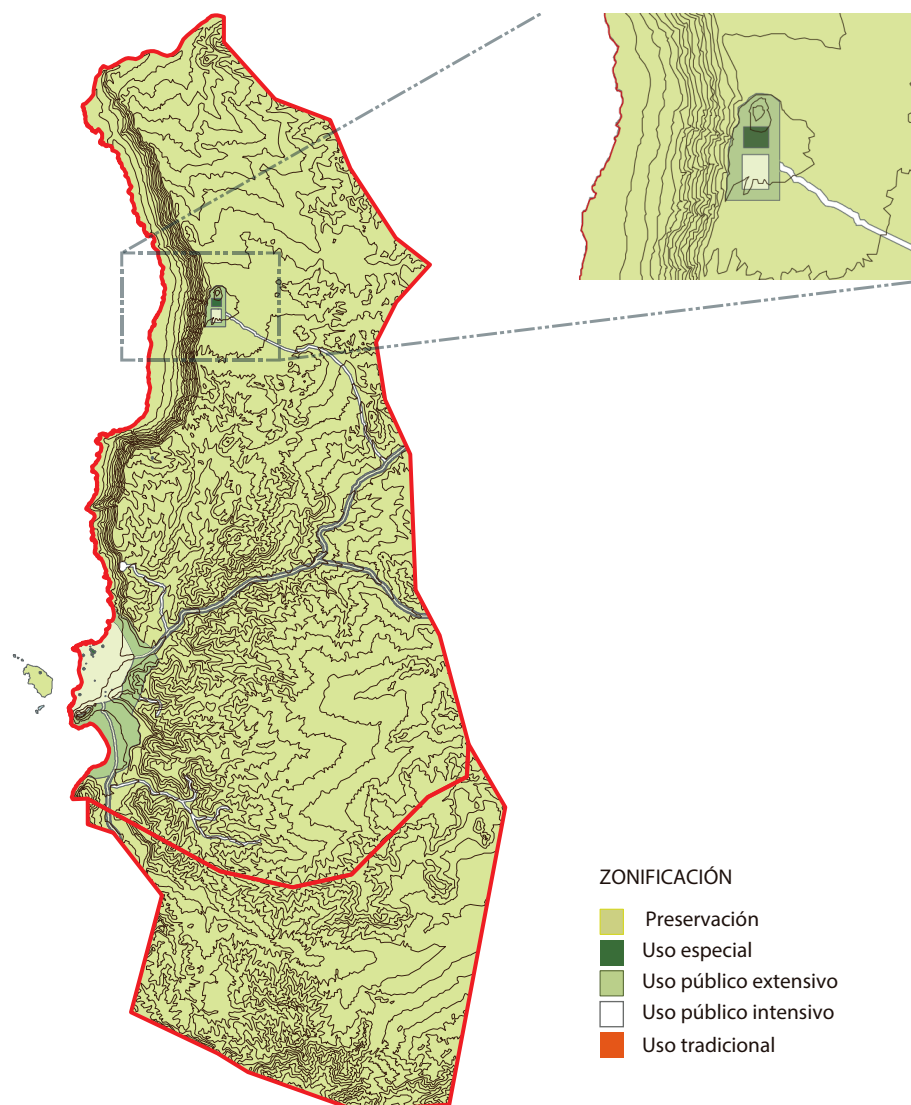 ZONIFICACIÓN
Preservación
Uso especial
Uso público extensivo
Uso público intensivo
Uso tradicional